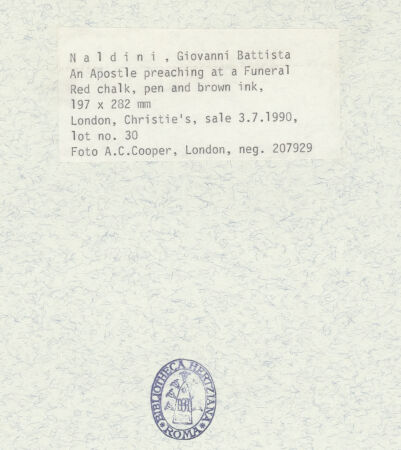 Naldini, Giovanni Battista
An Apostle preaching at a Funeral
Red chalk, pen and brown ink,
197 x 282 mm
London, Christie's, sale 3.7.1990,
lot no. 30
Foto A.C.Cooper, London, neg. 207929
BIBLIOTHECA HERTZIANA
ROMA